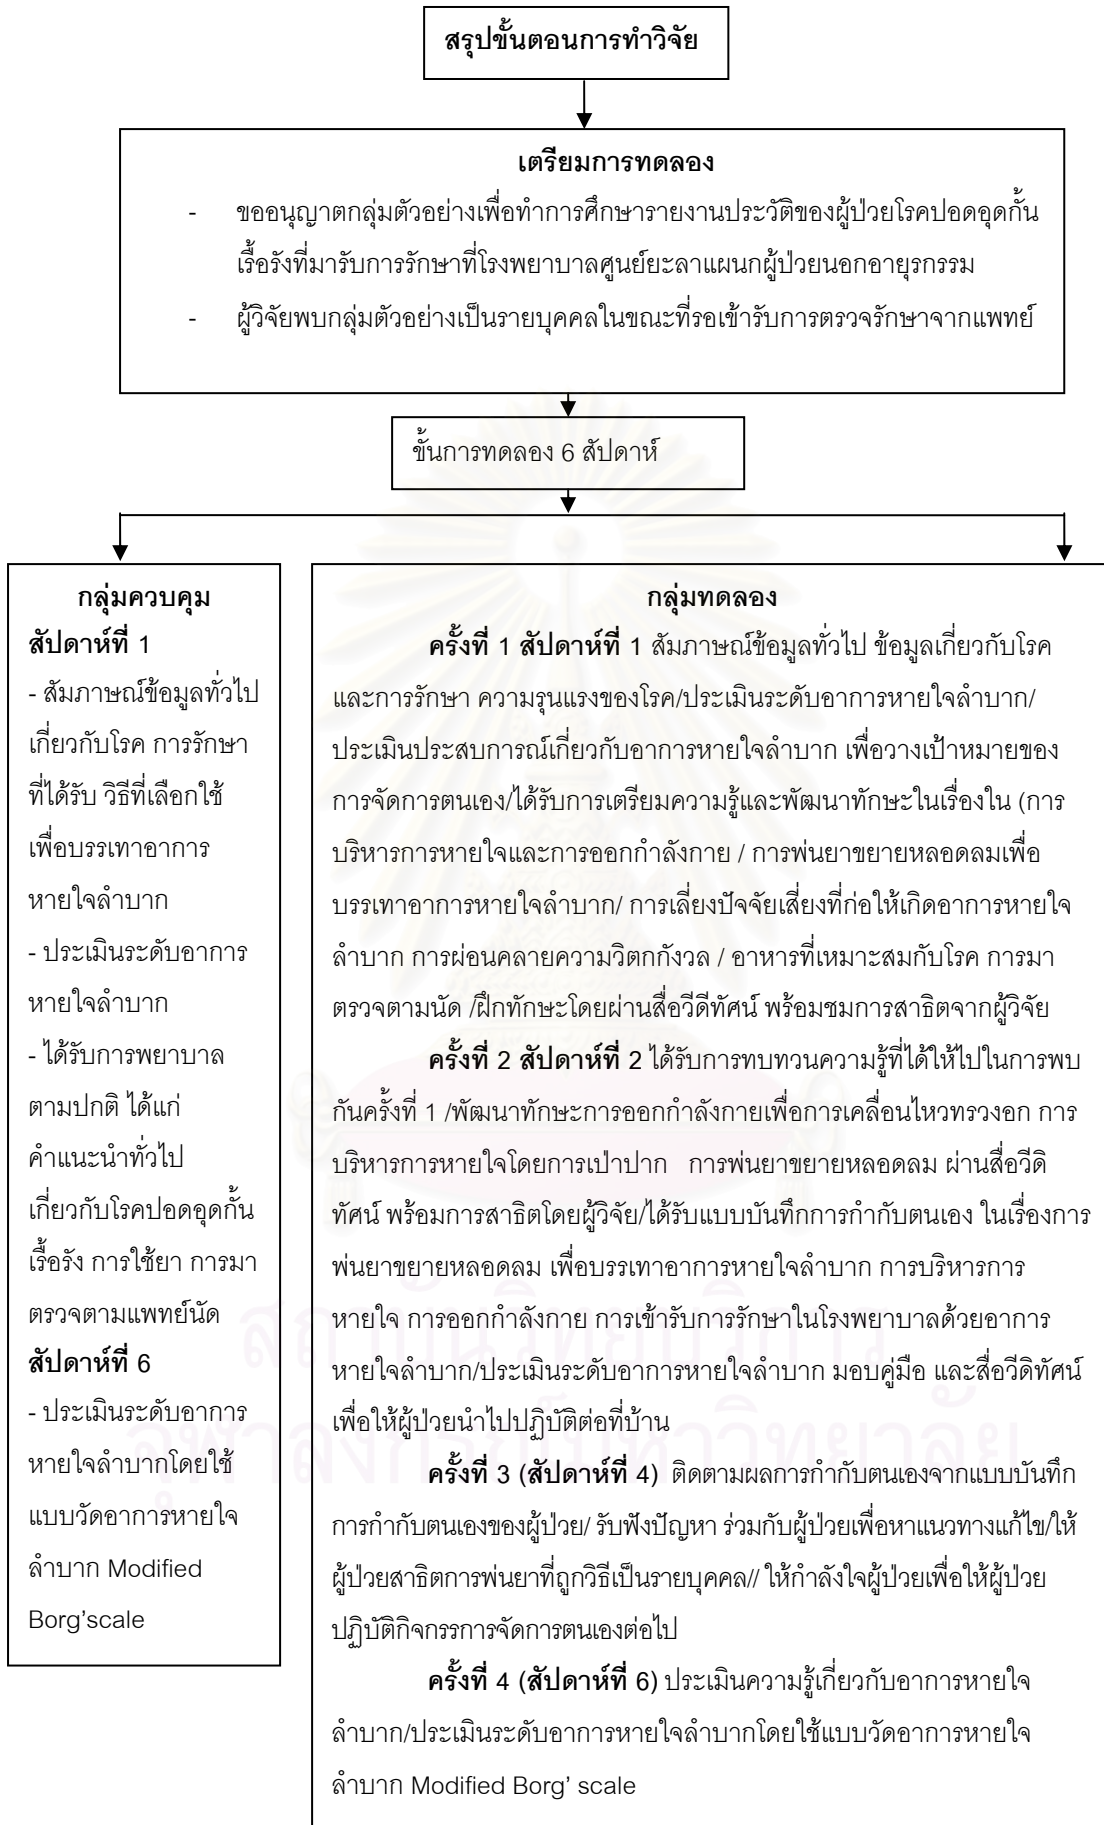 สรุปขั้นตอนการทำวิจัย
เตรียมการทดลอง
- ขออนุญาตกลุ่มตัวอย่างเพื่อทำการศึกษารายงานประวัติของผู้ป่วยโรคปอดอุดกั้น
เรื้อรังที่มารับการรักษาที่โรงพยาบาลศูนย์ยะลาแผนกผู้ป่วยนอกอายุรกรรม
- ผู้วิจัยพบกลุ่มตัวอย่างเป็นรายบุคคลในขณะที่รอเข้ารับการตรวจรักษาจากแพทย์
ขั้นการทดลอง 6 สัปดาห์
กลุ่มควบคุม
สัปดาห์ที่ 1
- สัมภาษณ์ข้อมูลทั่วไป
เกี่ยวกับโรค การรักษา
ที่ได้รับ วิธีที่เลือกใช้
เพื่อบรรเทาอาการ
หายใจลำบาก
- ประเมินระดับอาการ
หายใจลำบาก
- ได้รับการพยาบาล
ตามปกติ ได้แก่
คำแนะนำทั่วไป
เกี่ยวกับโรคปอดอุดกั้น
เรื้อรัง การใช้ยา การมา
ตรวจตามแพทย์นัด
สัปดาห์ที่ 6
- ประเมินระดับอาการ
หายใจลำบากโดยใช้
แบบวัดอาการหายใจ
ลำบาก Modified
Borg'scale
กลุ่มทดลอง
ครั้งที่ 1 สัปดาห์ที่ 1 สัมภาษณ์ข้อมูลทั่วไป ข้อมูลเกี่ยวกับโรค
และการรักษา ความรุนแรงของโรค/ประเมินระดับอาการหายใจลำบาก/
ประเมินประสบการณ์เกี่ยวกับอาการหายใจลำบาก เพื่อวางเป้าหมายของ
การจัดการตนเอง/ได้รับการเตรียมความรู้และพัฒนาทักษะในเรื่องใน (การ
บริหารการหายใจและการออกกำลังกาย / การพ่นยาขยายหลอดลมเพื่อ
บรรเทาอาการหายใจลำบาก/ การเลี่ยงปัจจัยเสี่ยงที่ก่อให้เกิดอาการหายใจ
ลำบาก การผ่อนคลายความวิตกกังวล / อาหารที่เหมาะสมกับโรค การมา
ตรวจตามนัด /ฝึกทักษะโดยผ่านสื่อวีดีทัศน์ พร้อมชมการสาธิตจากผู้วิจัย
ครั้งที่ 2 สัปดาห์ที่ 2 ได้รับการทบทวนความรู้ที่ได้ให้ไปในการพบ
กันครั้งที่ 1 /พัฒนาทักษะการออกกำลังกายเพื่อการเคลื่อนไหวทรวงอก การ
บริหารการหายใจโดยการเป่าปาก การพ่นยาขยายหลอดลม ผ่านสื่อวีดิ
ทัศน์ พร้อมการสาธิตโดยผู้วิจัย/ได้รับแบบบันทึกการกำกับตนเอง ในเรื่องการ
พ่นยาขยายหลอดลม เพื่อบรรเทาอาการหายใจลำบาก การบริหารการ
หายใจ การออกกำลังกาย การเข้ารับการรักษาในโรงพยาบาลด้วยอาการ
หายใจลำบาก/ประเมินระดับอาการหายใจลำบาก มอบคู่มือ และสื่อวีดิทัศน์
เพื่อให้ผู้ป่วยนำไปปฏิบัติต่อที่บ้าน
ครั้งที่ 3 (สัปดาห์ที่ 4) ติดตามผลการกำกับตนเองจากแบบบันทึก
การกำกับตนเองของผู้ป่วย/ รับฟังปัญหา ร่วมกับผู้ป่วยเพื่อหาแนวทางแก้ไข/ให้
ผู้ป่วยสาธิตการพ่นยาที่ถูกวิธีเป็นรายบุคคล// ให้กำลังใจผู้ป่วยเพื่อให้ผู้ป่วย
ปฏิบัติกิจกรรการจัดการตนเองต่อไป
ครั้งที่ 4 (สัปดาห์ที่ 6) ประเมินความรู้เกี่ยวกับอาการหายใจ
ลำบาก/ประเมินระดับอาการหายใจลำบากโดยใช้แบบวัดอาการหายใจ
ลำบาก Modified Borg' scale
สถาบันวิทยบริการ
จุฬาลงกรณ์มหาวิทยาลัย